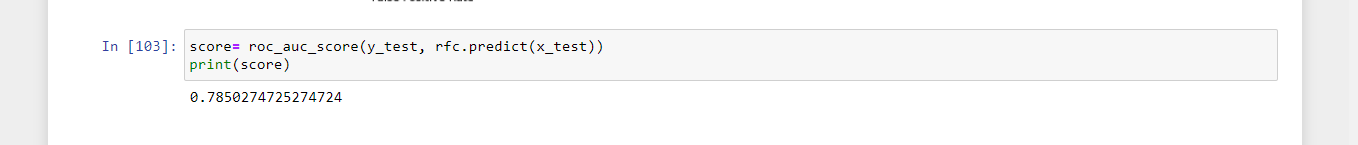 In [103]: score= roc_auc_score(y_test, rfc.predict(x_test))
print(score)
0.7850274725274724